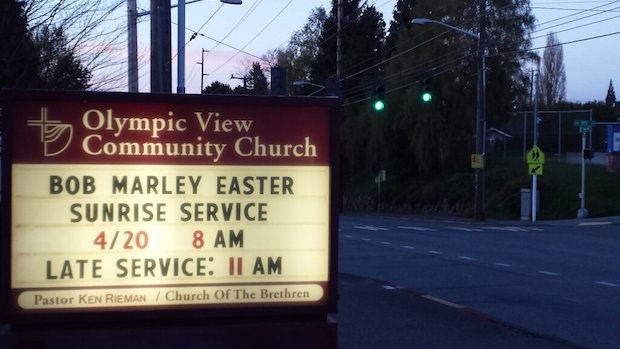 Olympic View
Community Church
BOB MARLEY EASTER
SUNRISE SERVICE
4/20 8 AM
LATE SERVICE: 11 AM
Pastor KEN RIEMAN / Church Of The Brethren